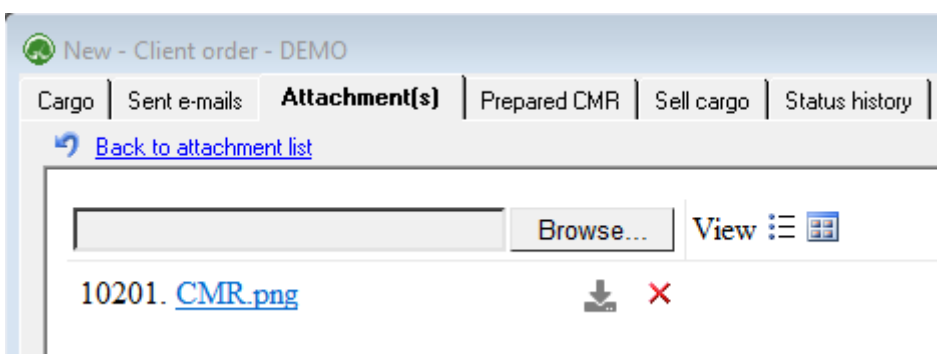 New - Client order - DEMO
Cargo Sent e-mails Attachment(s) Prepared CMR Sell cargo Status history
Back to attachment list
Browse... View
10201. CMR.png